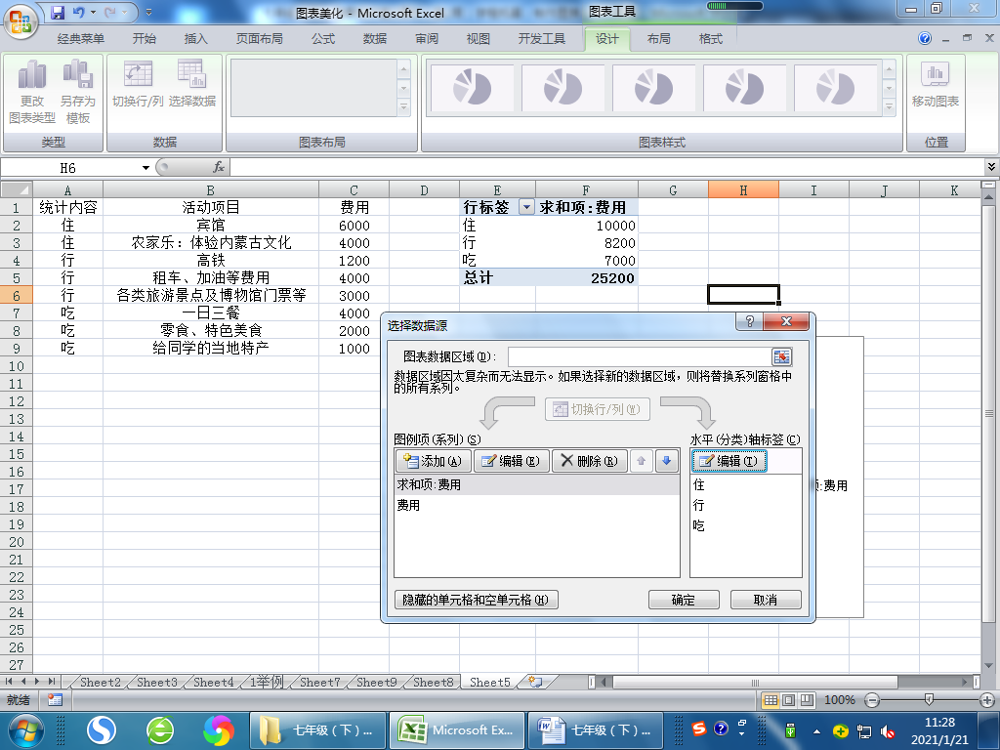 图表美化 - Microsoft Excel
图表工具
经典菜单 开始 插入 页面布局 公式 数据 审阅 视图 开发工具 设计 布局 格式
更改
图表类型
另存为
模板
切换行/列 选择数据
移动图表
类型 数据 图表布局 图表样式 位置
H6 fx
A B C D E F G H I J K
1 统计内容 活动项目 费用 行标签 求和项:费用
2 住 宾馆 6000 住 10000
3 住 农家乐：体验内蒙古文化 4000 行 8200
4 行 高铁 1200 吃 7000
5 行 租车、加油等费用 4000 总计 25200
6 行 各类旅游景点及博物馆门票等 3000
7 吃 一日三餐 4000
8 吃 零食、特色美食 2000
9 吃 给同学的当地特产 1000
10
11
12
13
14
15
16
17
18
19
20
21
22
23
24
25
26
27
选择数据源
图表数据区域(D):
数据区域因太复杂而无法显示。如果选择新的数据区域，则将替换系列窗格中
的所有系列。
切换行/列(W)
图例项(系列)(S)
水平(分类)轴标签(C)
添加(A) 编辑(E) 删除(R)
编辑(T)
求和项:费用
费用
住
行
吃
:费用
隐藏的单元格和空单元格(H)
确定 取消
Sheet2 Sheet3 Sheet4 1举例 Sheet7 Sheet9 Sheet8 Sheet5
就绪 100%
七年级（下）...
Microsoft Ex...
七年级（下）...
11:28
2021/1/21